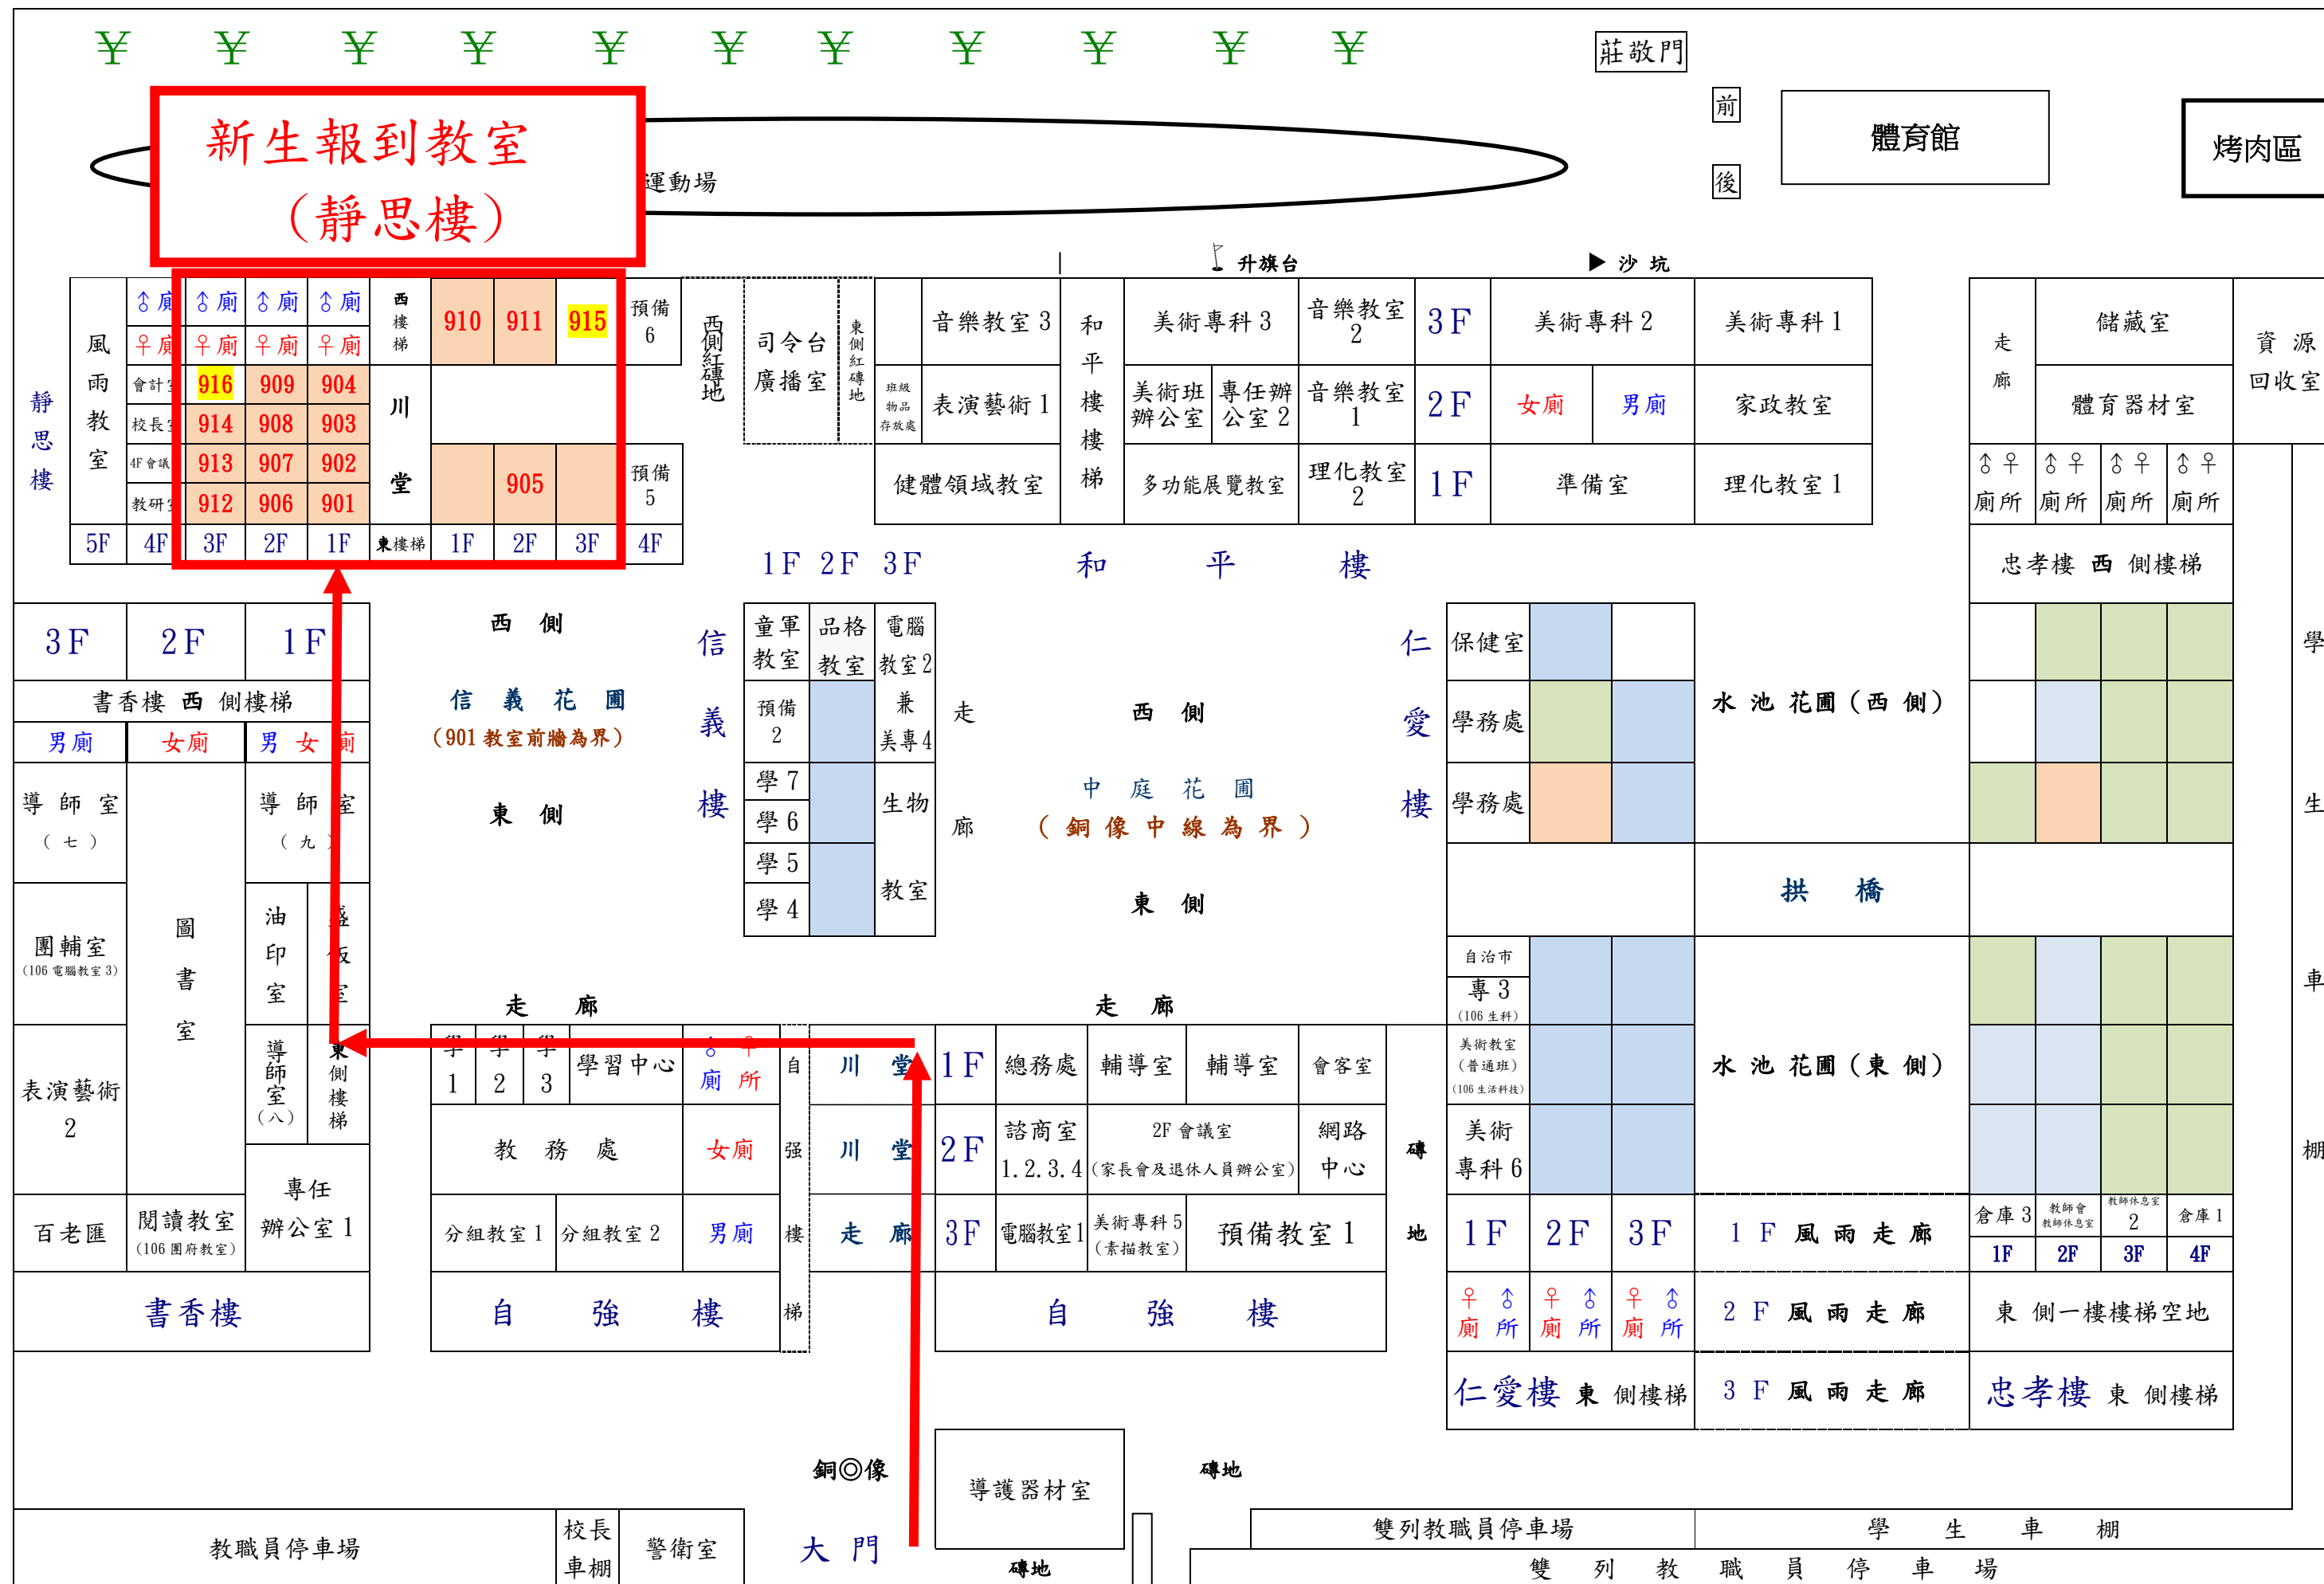 ￥ ￥ ￥ ￥ ￥ ￥ ￥ ￥ ￥ ￥ ￥
莊敬門
前
後
體育館
烤肉區
新生報到教室
（靜思樓）
運動場
升旗台
▶ 沙 坑
靜思樓
風雨教室
♂廁 ♂廁 ♂廁
♀廁 ♀廁 ♀廁
西樓梯
910 911 915 預備6
916 909 904
校長
914 908 903
4F會議
913 907 902
教研
912 906 901
川堂
905 預備5
5F 4F 3F 2F 1F 東樓梯 1F 2F 3F 4F
西側紅磚地
司令台
廣播室
東側紅磚地
音樂教室 3
班級
物品
存放處
表演藝術 1
健體領域教室
和平樓樓梯
美術專科 3 音樂教室2 3F 美術專科 2 美術專科 1
美術班辦公室 專任辦公室 2 音樂教室1 2F 女廁 男廁 家政教室
多功能展覽教室 理化教室2 1F 準備室 理化教室 1
走廊
儲藏室
體育器材室
資 源
回收室
♂♀ ♂♀ ♂♀ ♂♀
廁所 廁所 廁所 廁所
忠孝樓 西 側樓梯
1F 2F 3F
和 平 樓
3F 2F 1F
書香樓 西 側樓梯
男廁 女廁 男 女 廁
導 師 室
（ 七 ）
導 師 室
（ 九 ）
圖書室
團輔室
(106 電腦教室 3)
油印室
盛飯室
表演藝術
2
導師室（八）
東側樓梯
專任
辦公室 1
百老匯
閱讀教室
(106 團府教室)
書香樓
西 側
信 義 花 圃
（901 教室前牆為界）
東 側
信義樓
童軍教室 品格教室 電腦教室 2 兼美專 4
預備2
學 7
學 6
學 5
學 4
生物
教室
走廊
西 側
中 庭 花 圃
（ 銅 像 中 線 為 界 ）
東 側
仁愛樓
保健室
學務處
學務處
水 池 花圃（西 側）
拱 橋
自治市
專 3
(106 生科)
美術教室
(普通班)
(106 生活科技)
美術
專科 6
水 池 花圃（東 側）
學生車棚
走 廊
走 廊
學1 學2 學3 學習中心 ♂♀廁所
教 務 處 女廁
分組教室 1 分組教室 2 男廁
自 強 樓
自强樓梯
川 堂 1F 總務處 輔導室 輔導室 會客室
川 堂 2F 諮商室1.2.3.4 2F 會議室（家長會及退休人員辦公室） 網路中心
走 廊 3F 電腦教室1 美術專科 5（素描教室） 預備教室 1
自 強 樓
磚地
1F 2F 3F
1 F 風 雨 走 廊
倉庫 3 教師會教師休息室 教師休息室2 倉庫 1
1F 2F 3F 4F
♀♂ ♀♂ ♀♂
廁所 廁所 廁所
2 F 風 雨 走 廊
東 側一樓樓梯空地
仁愛樓 東 側樓梯
3 F 風 雨 走 廊
忠孝樓 東 側樓梯
銅◎像
導護器材室
磚地
教職員停車場
校長車棚
警衛室
大 門
磚地
雙列教職員停車場
學 生 車 棚
雙 列 教 職 員 停 車 場